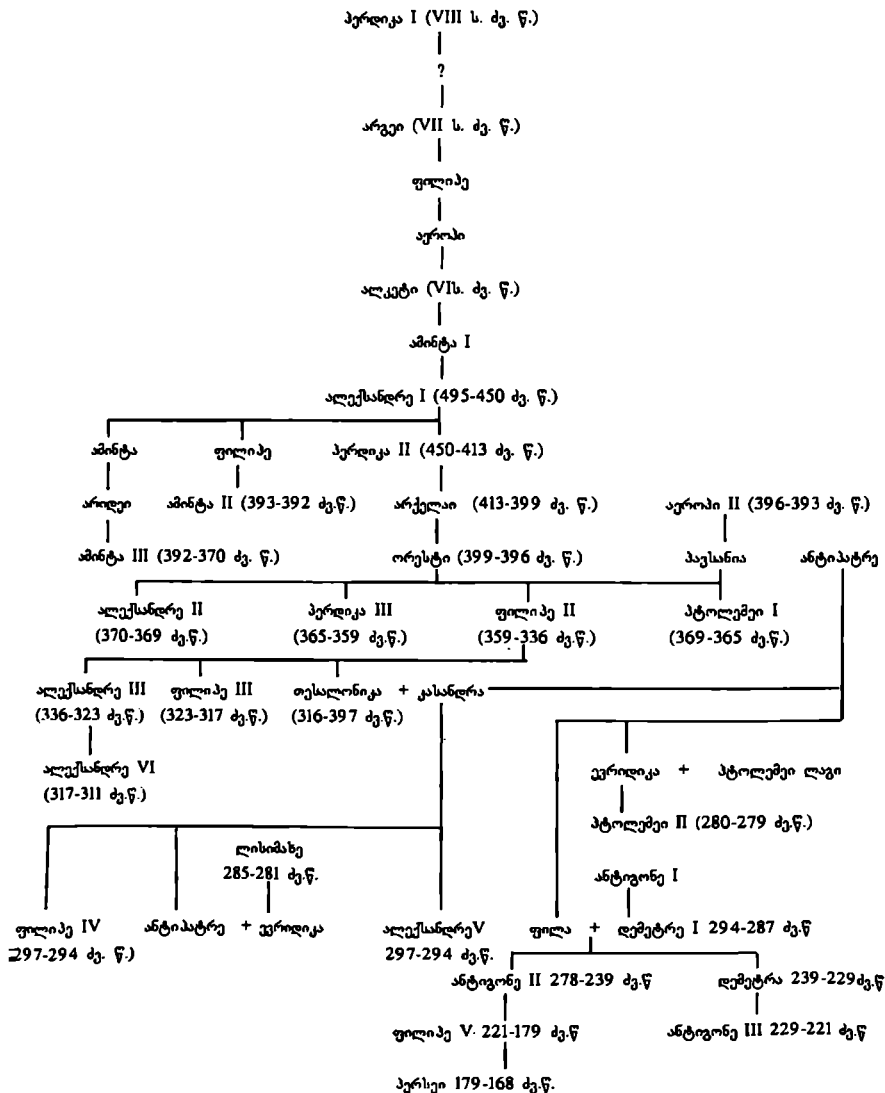 პერდიკა I (VIII ს. ძვ. წ.)
?
არგეი (VII ს. ძვ. წ.)
ფილიპე
აეროპი
ალკეტი (VIს. ძვ. წ.)
ამინტა I
ალექსანდრე I (495-450 ძვ. წ.)
ამინტა ფილიპე პერდიკა II (450-413 ძვ. წ.)
არიდეი ამინტა II (393-392 ძვ.წ.) არქელაი (413-399 ძვ. წ.) აეროპი II (396-393 ძვ. წ.)
ამინტა III (392-370 ძვ. წ.) ორესტი (399-396 ძვ. წ.) პავსანია ანტიპატრე
ალექსანდრე II პერდიკა III ფილიპე II პტოლემეი I
(370-369 ძვ.წ.) (365-359 ძვ.წ.) (359-336 ძვ.წ.) (369-365 ძვ.წ.)
ალექსანდრე III ფილიპე III თესალონიკა + კასანდრა
(336-323 ძვ.წ.) (323-317 ძვ.წ.) (316-397 ძვ.წ.)
ალექსანდრე VI ევრიდიკა + პტოლემეი ლაგი
(317-311 ძვ.წ.)
პტოლემეი II (280-279 ძვ.წ.)
ლისიმახე
285-281 ძვ.წ.
ანტიგონე I
ფილიპე IV ანტიპატრე + ევრიდიკა ალექსანდრეV ფილა + დემეტრე I 294-287 ძვ.წ
297-294 ძვ. წ.) 297-294 ძვ.წ.
ანტიგონე II 278-239 ძვ.წ დემეტრა 239-229ძვ.წ
ფილიპე V. 221-179 ძვ.წ ანტიგონე III 229-221 ძვ.წ
პერსეი 179-168 ძვ.წ.